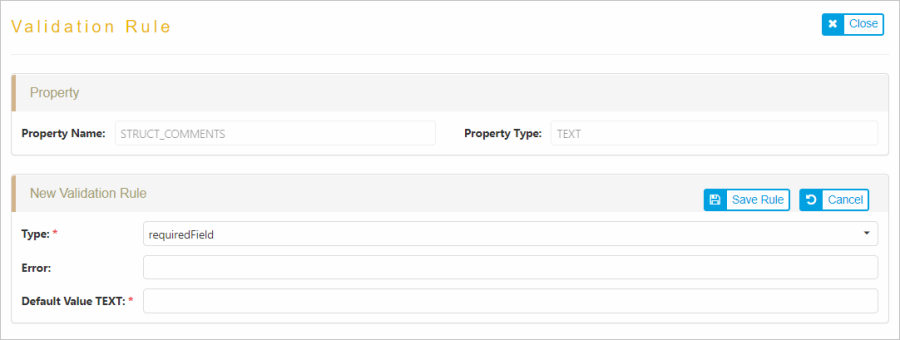 Validation Rule
Close
Property
Property Name: STRUCT_COMMENTS Property Type: TEXT
New Validation Rule
Save Rule Cancel
Type: * requiredField
Error:
Default Value TEXT: *